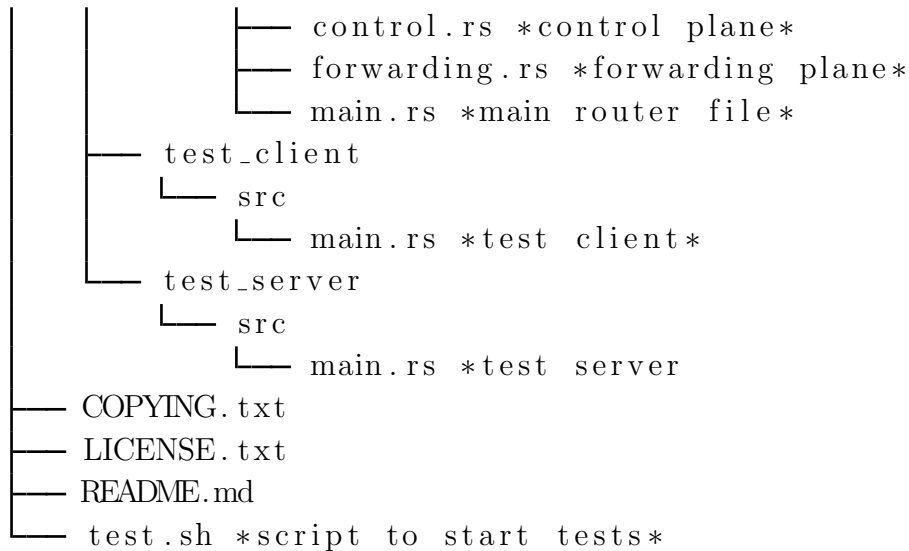 control.rs *control plane*
forwarding.rs *forwarding plane*
main.rs *main router file*
test_client
src
main.rs *test client*
test_server
src
main.rs *test server
COPYING.txt
LICENSE.txt
README.md
test.sh *script to start tests*